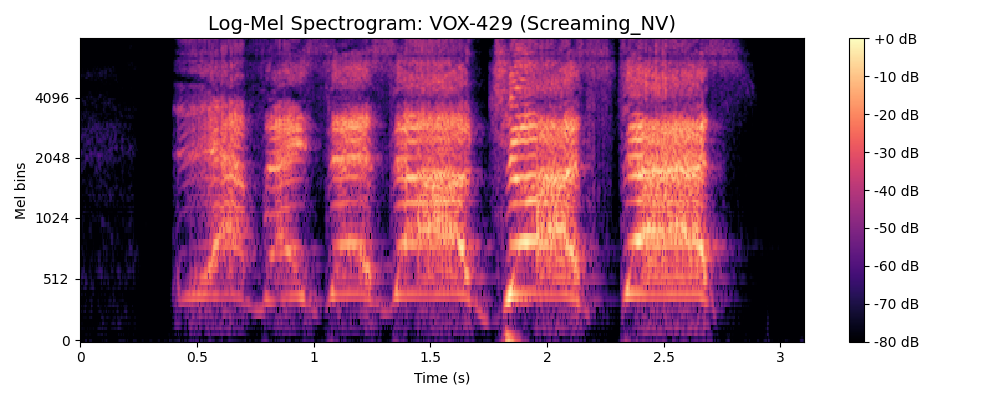 Log-Mel Spectrogram: VOX-429 (Screaming_NV)
Mel bins
4096
2048
1024
512
0
0
0.5
1
1.5
2
2.5
3
Time (s)
+0 dB
-10 dB
-20 dB
-30 dB
-40 dB
-50 dB
-60 dB
-70 dB
-80 dB